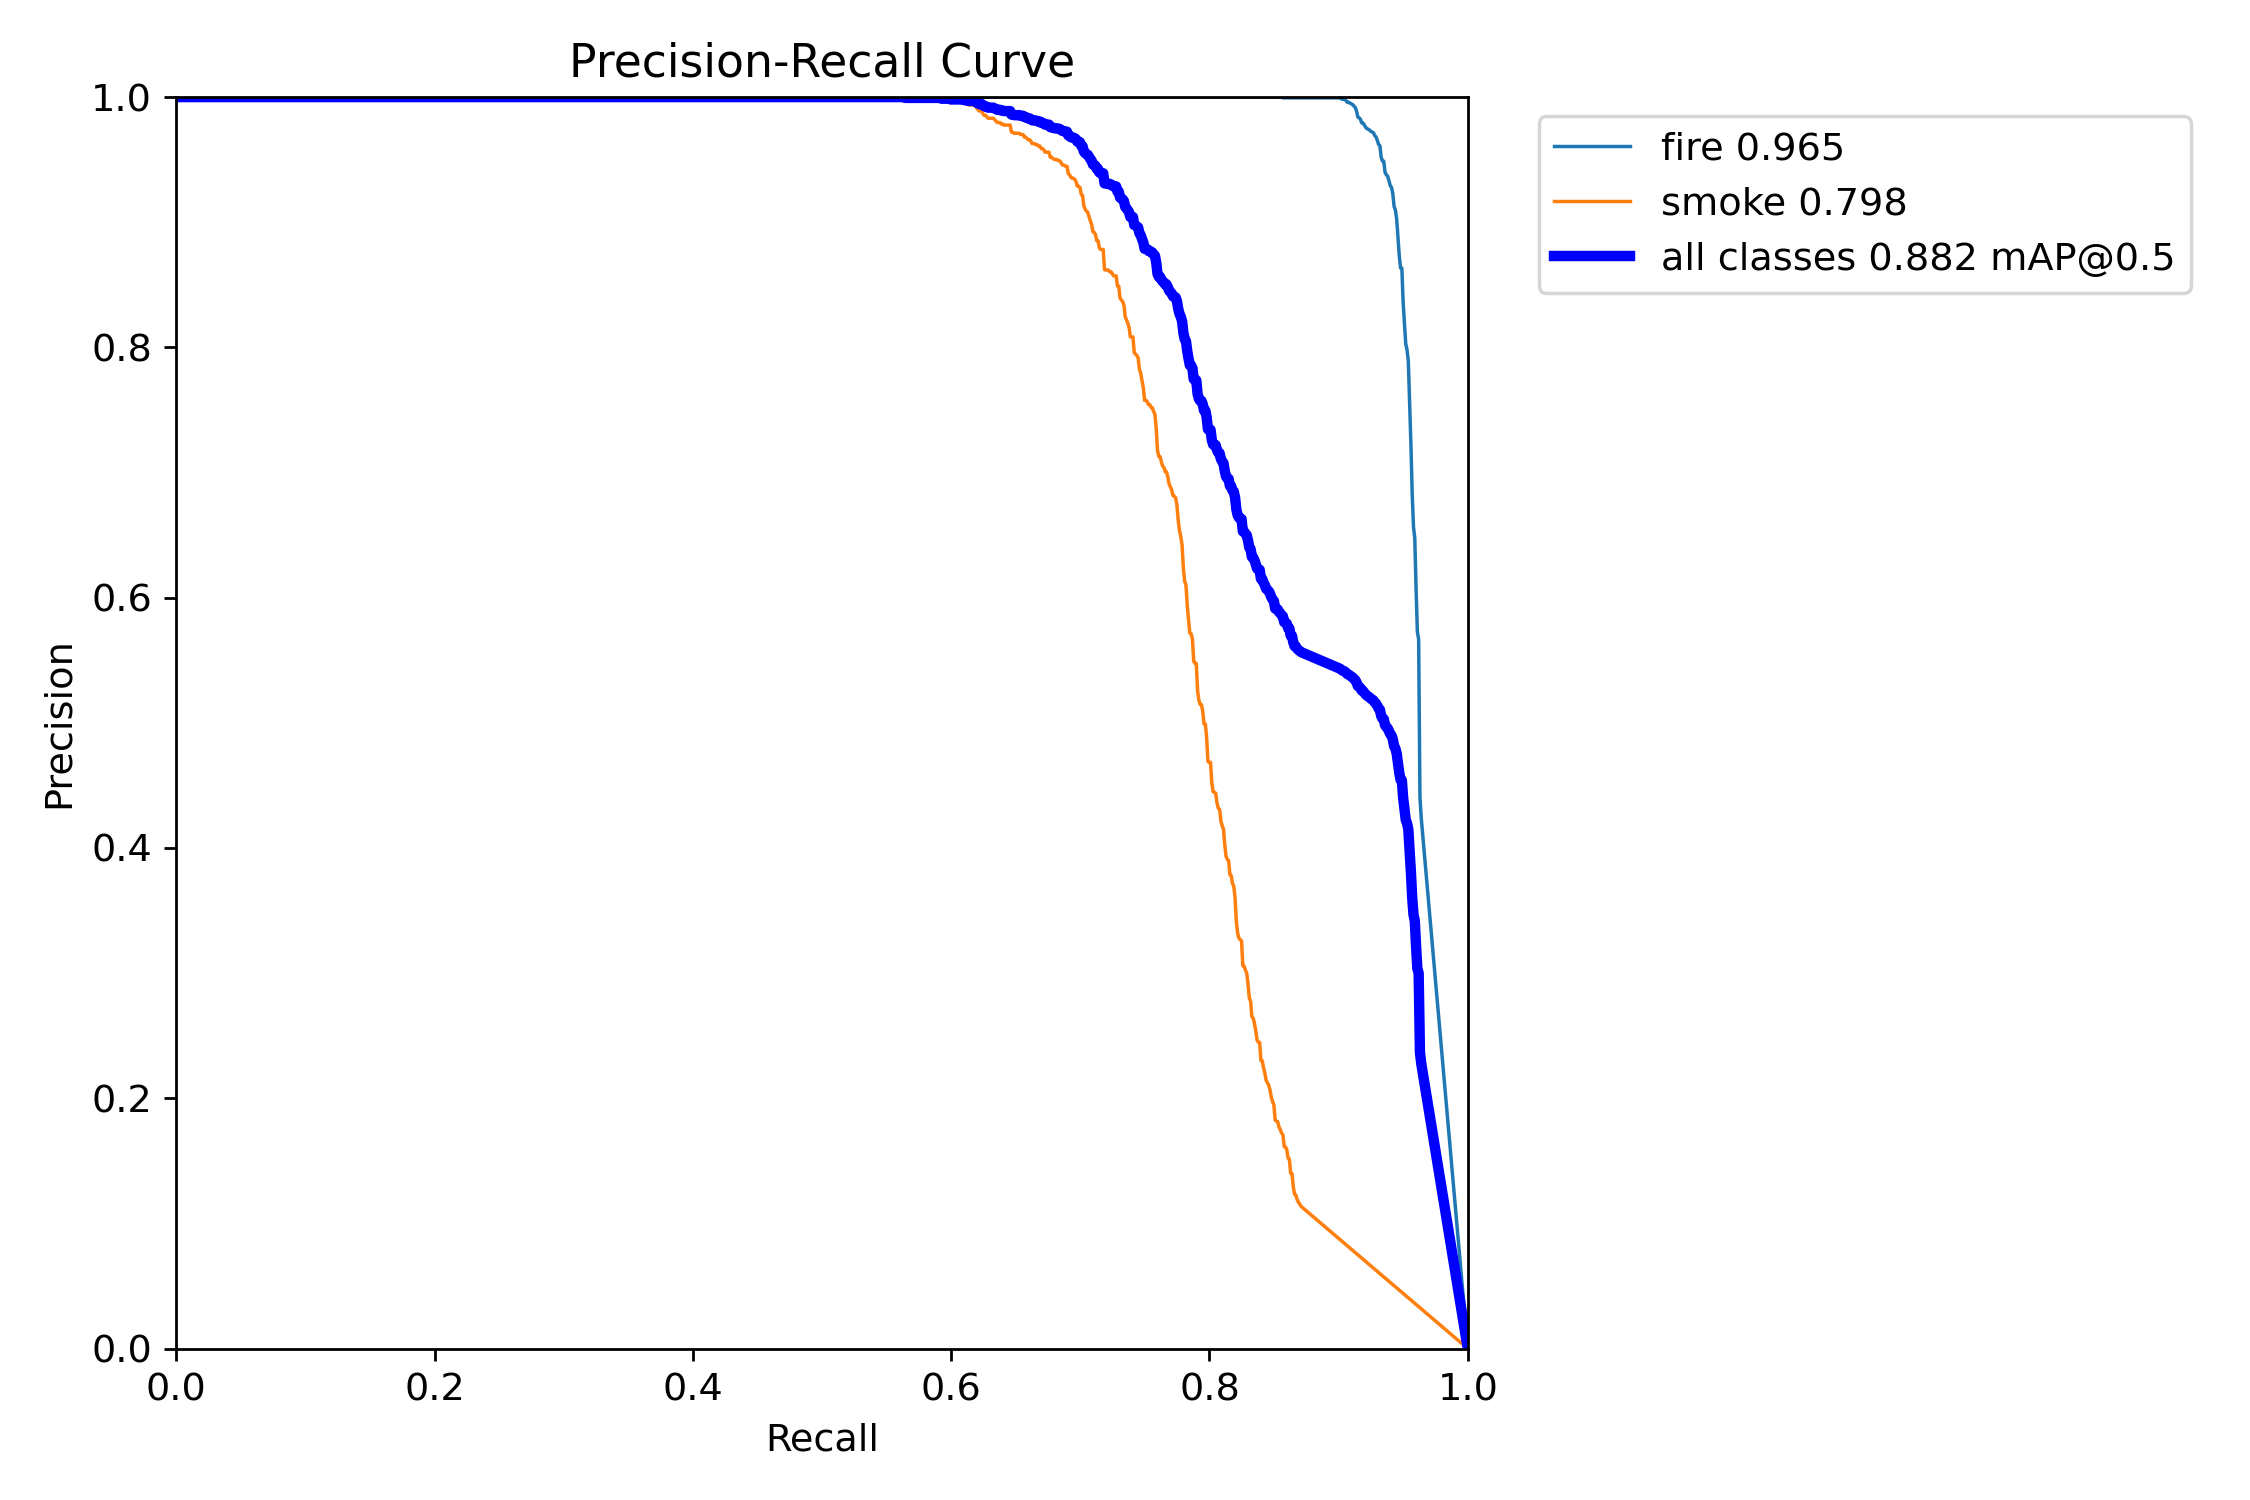 Precision-Recall Curve
1.0
0.8
0.6
0.4
0.2
0.0
Precision
0.0 0.2 0.4 0.6 0.8 1.0
Recall
fire 0.965
smoke 0.798
all classes 0.882 mAP@0.5